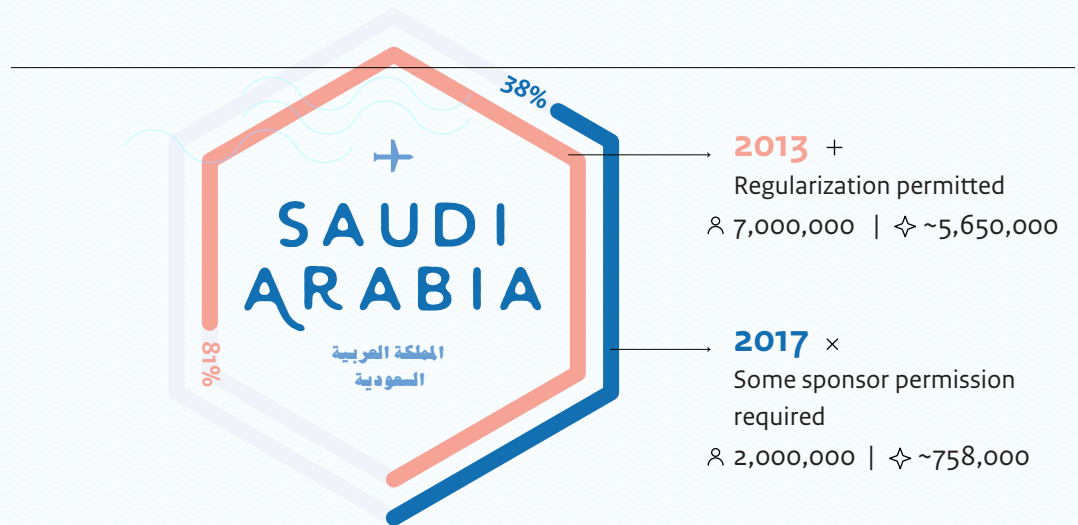 38%
SAUDI
ARABIA
المملكة العربية
السعودية
81%
2013 +
Regularization permitted
7,000,000 | ~5,650,000
2017 ×
Some sponsor permission
required
2,000,000 | ~758,000